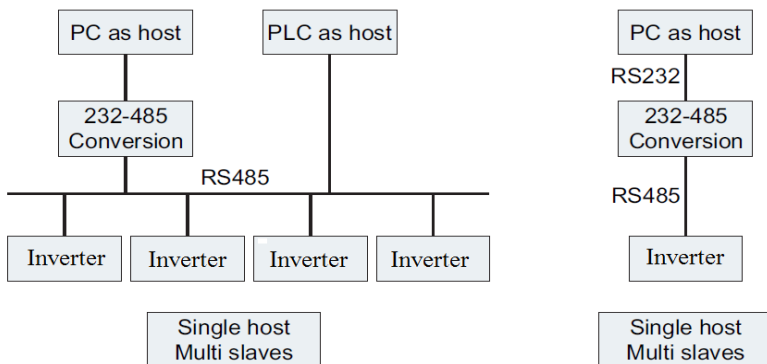 PC as host
PLC as host
232-485
Conversion
RS485
Inverter
Inverter
Inverter
Inverter
Single host
Multi slaves
PC as host
RS232
232-485
Conversion
RS485
Inverter
Single host
Multi slaves